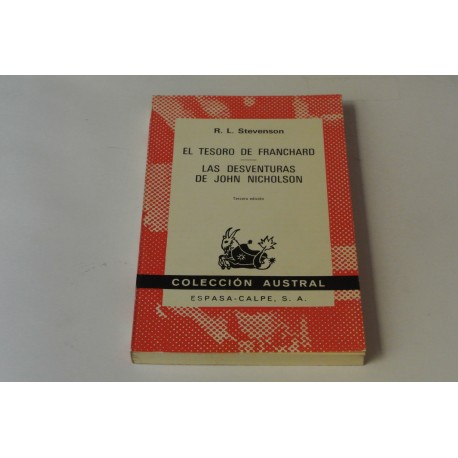 R. L. Stevenson
EL TESORO DE FRANCHARD
LAS DESVENTURAS
DE JOHN NICHOLSON
Tercera edición
COLECCIÓN AUSTRAL
ESPASA-CALPE, S. A.